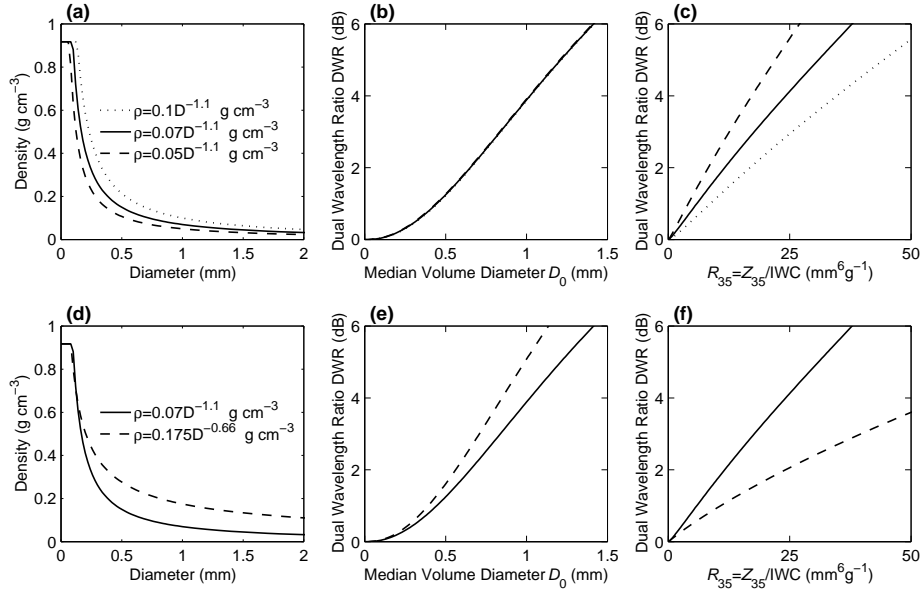 (a)
1
0.8
0.6
0.4
0.2
0
Density (g cm−3)
ρ=0.1D−1.1 g cm−3
ρ=0.07D−1.1 g cm−3
ρ=0.05D−1.1 g cm−3
0 0.5 1 1.5 2
Diameter (mm)
(b)
6
4
2
0
Dual Wavelength Ratio DWR (dB)
0 0.5 1 1.5
Median Volume Diameter D0 (mm)
(c)
6
4
2
0
Dual Wavelength Ratio DWR (dB)
0 25 50
R35=Z35/IWC (mm6g−1)
(d)
1
0.8
0.6
0.4
0.2
0
Density (g cm−3)
ρ=0.07D−1.1 g cm−3
ρ=0.175D−0.66 g cm−3
0 0.5 1 1.5 2
Diameter (mm)
(e)
6
4
2
0
Dual Wavelength Ratio DWR (dB)
0 0.5 1 1.5
Median Volume Diameter D0 (mm)
(f)
6
4
2
0
Dual Wavelength Ratio DWR (dB)
0 25 50
R35=Z35/IWC (mm6g−1)